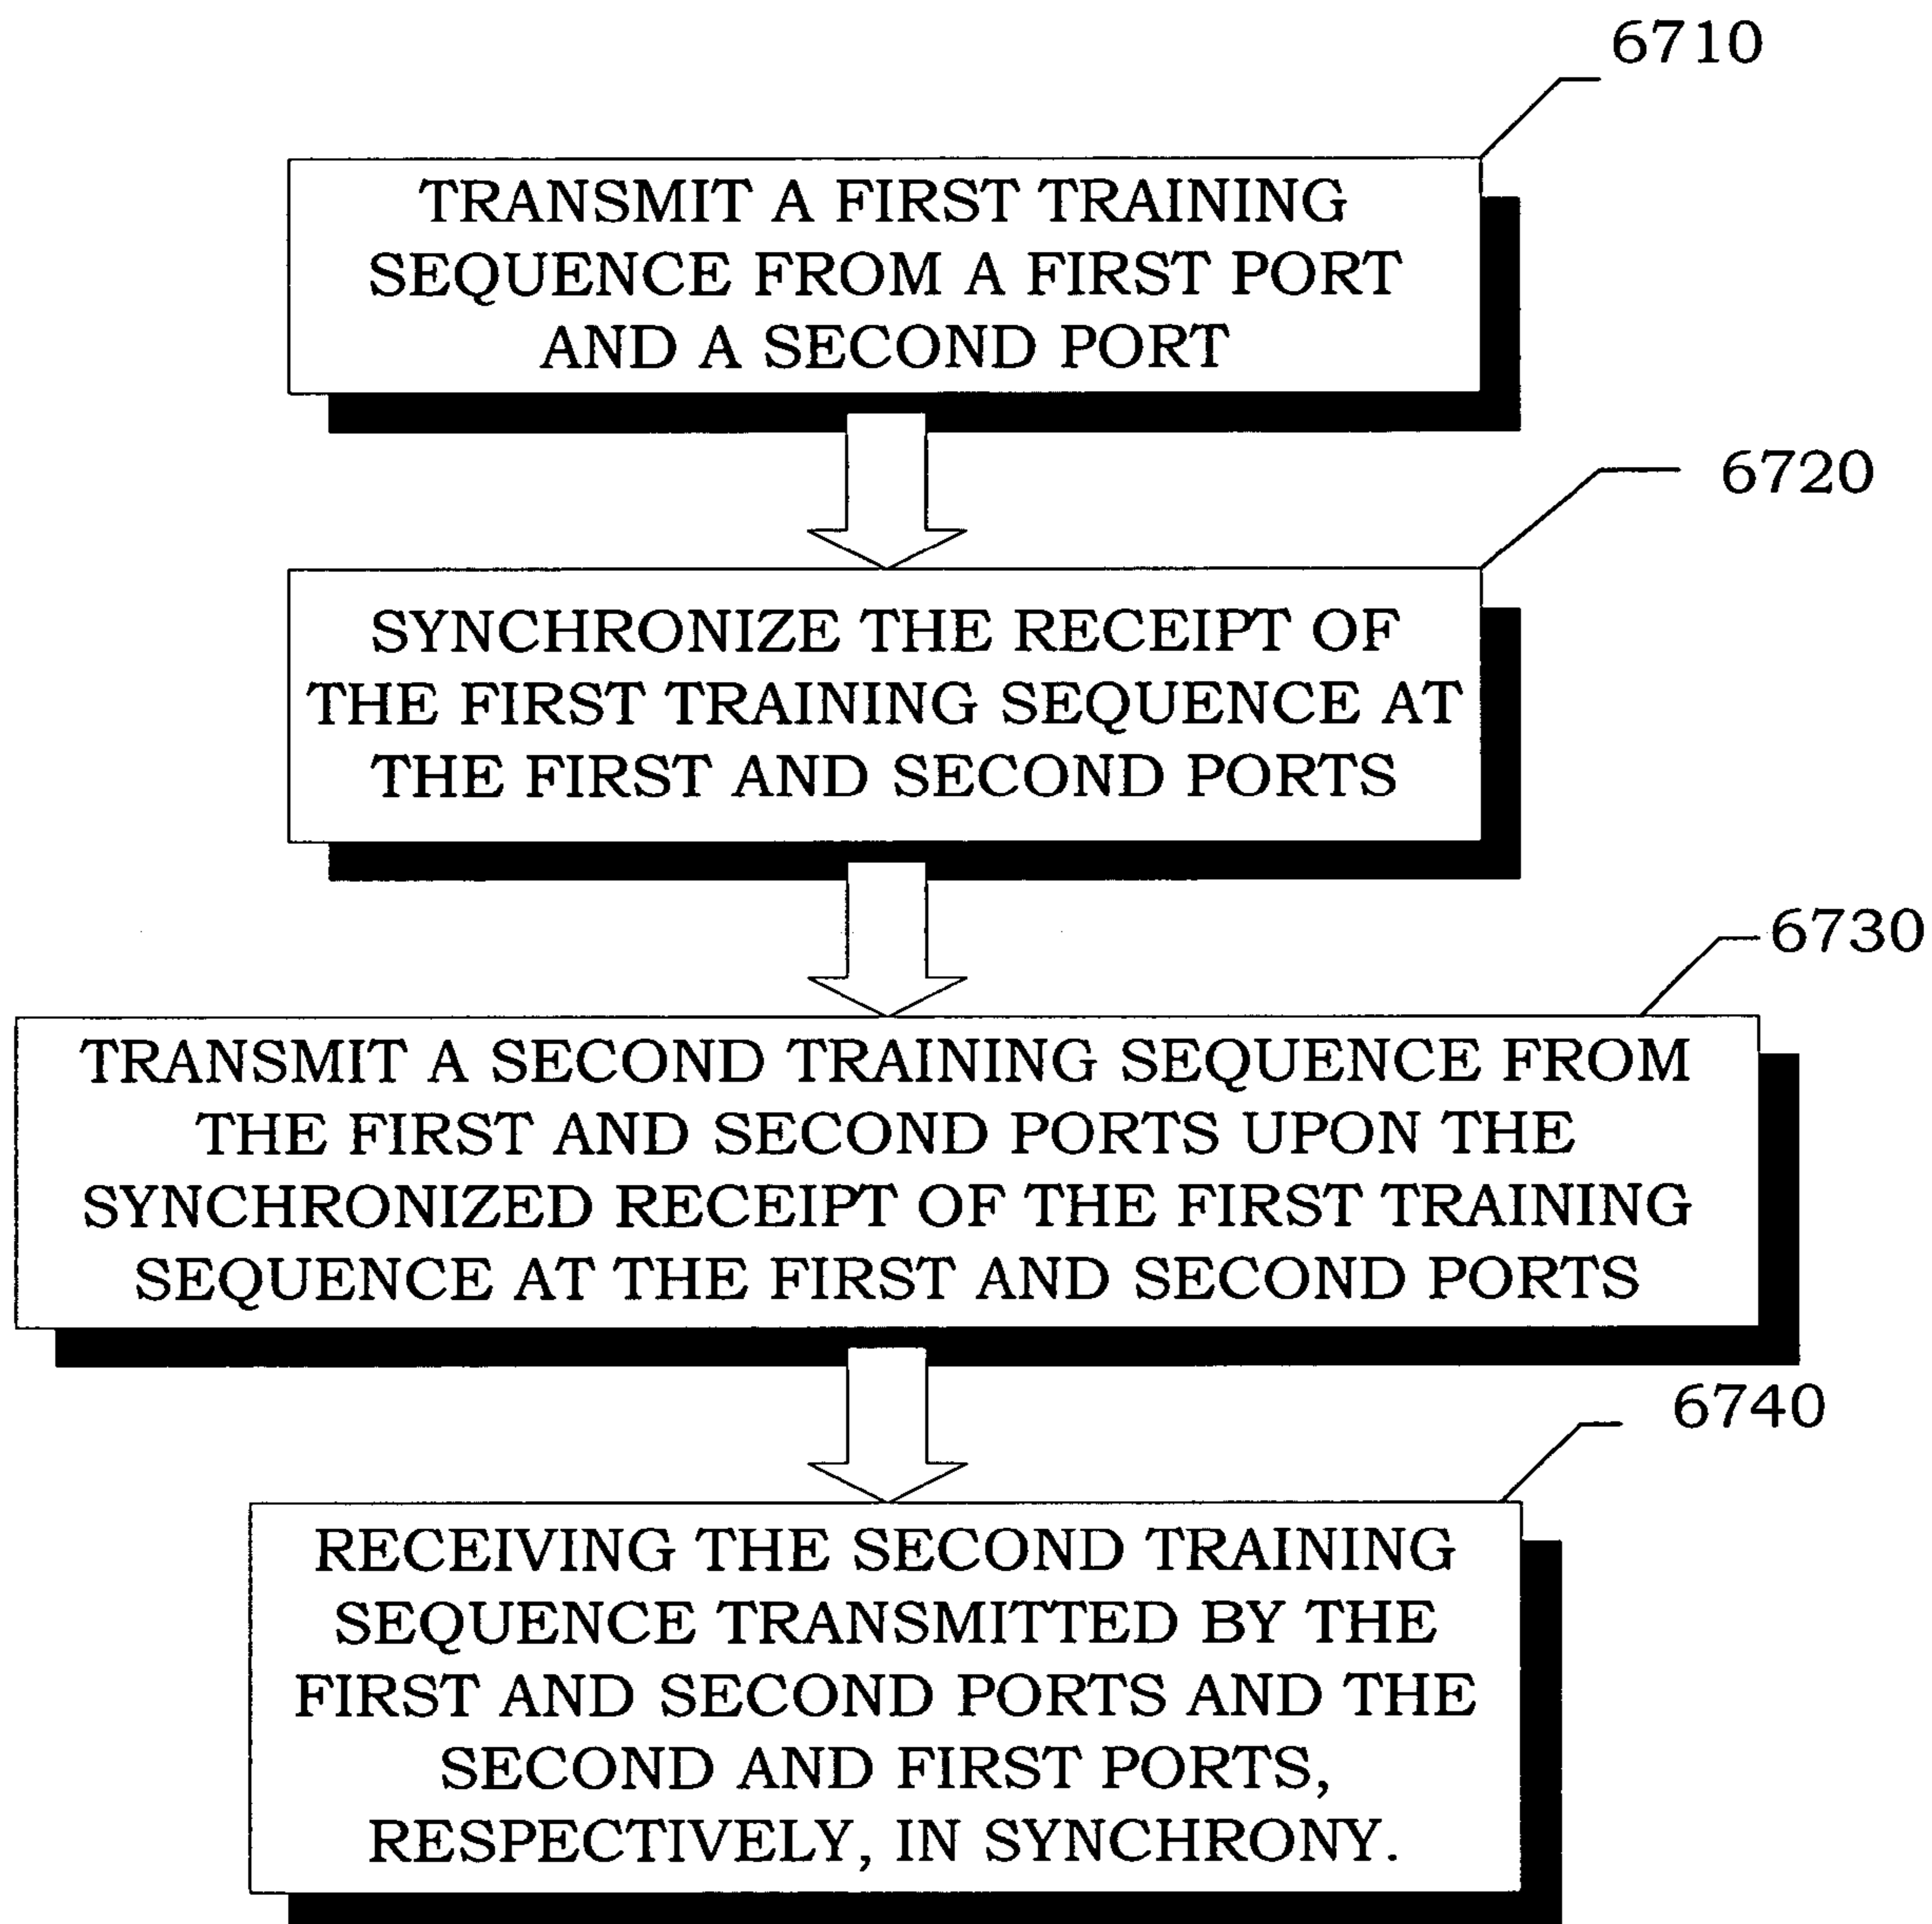 6710
TRANSMIT A FIRST TRAINING
SEQUENCE FROM A FIRST PORT
AND A SECOND PORT
6720
SYNCHRONIZE THE RECEIPT OF
THE FIRST TRAINING SEQUENCE AT
THE FIRST AND SECOND PORTS
6730
TRANSMIT A SECOND TRAINING SEQUENCE FROM
THE FIRST AND SECOND PORTS UPON THE
SYNCHRONIZED RECEIPT OF THE FIRST TRAINING
SEQUENCE AT THE FIRST AND SECOND PORTS
6740
RECEIVING THE SECOND TRAINING
SEQUENCE TRANSMITTED BY THE
FIRST AND SECOND PORTS AND THE
SECOND AND FIRST PORTS,
RESPECTIVELY, IN SYNCHRONY.